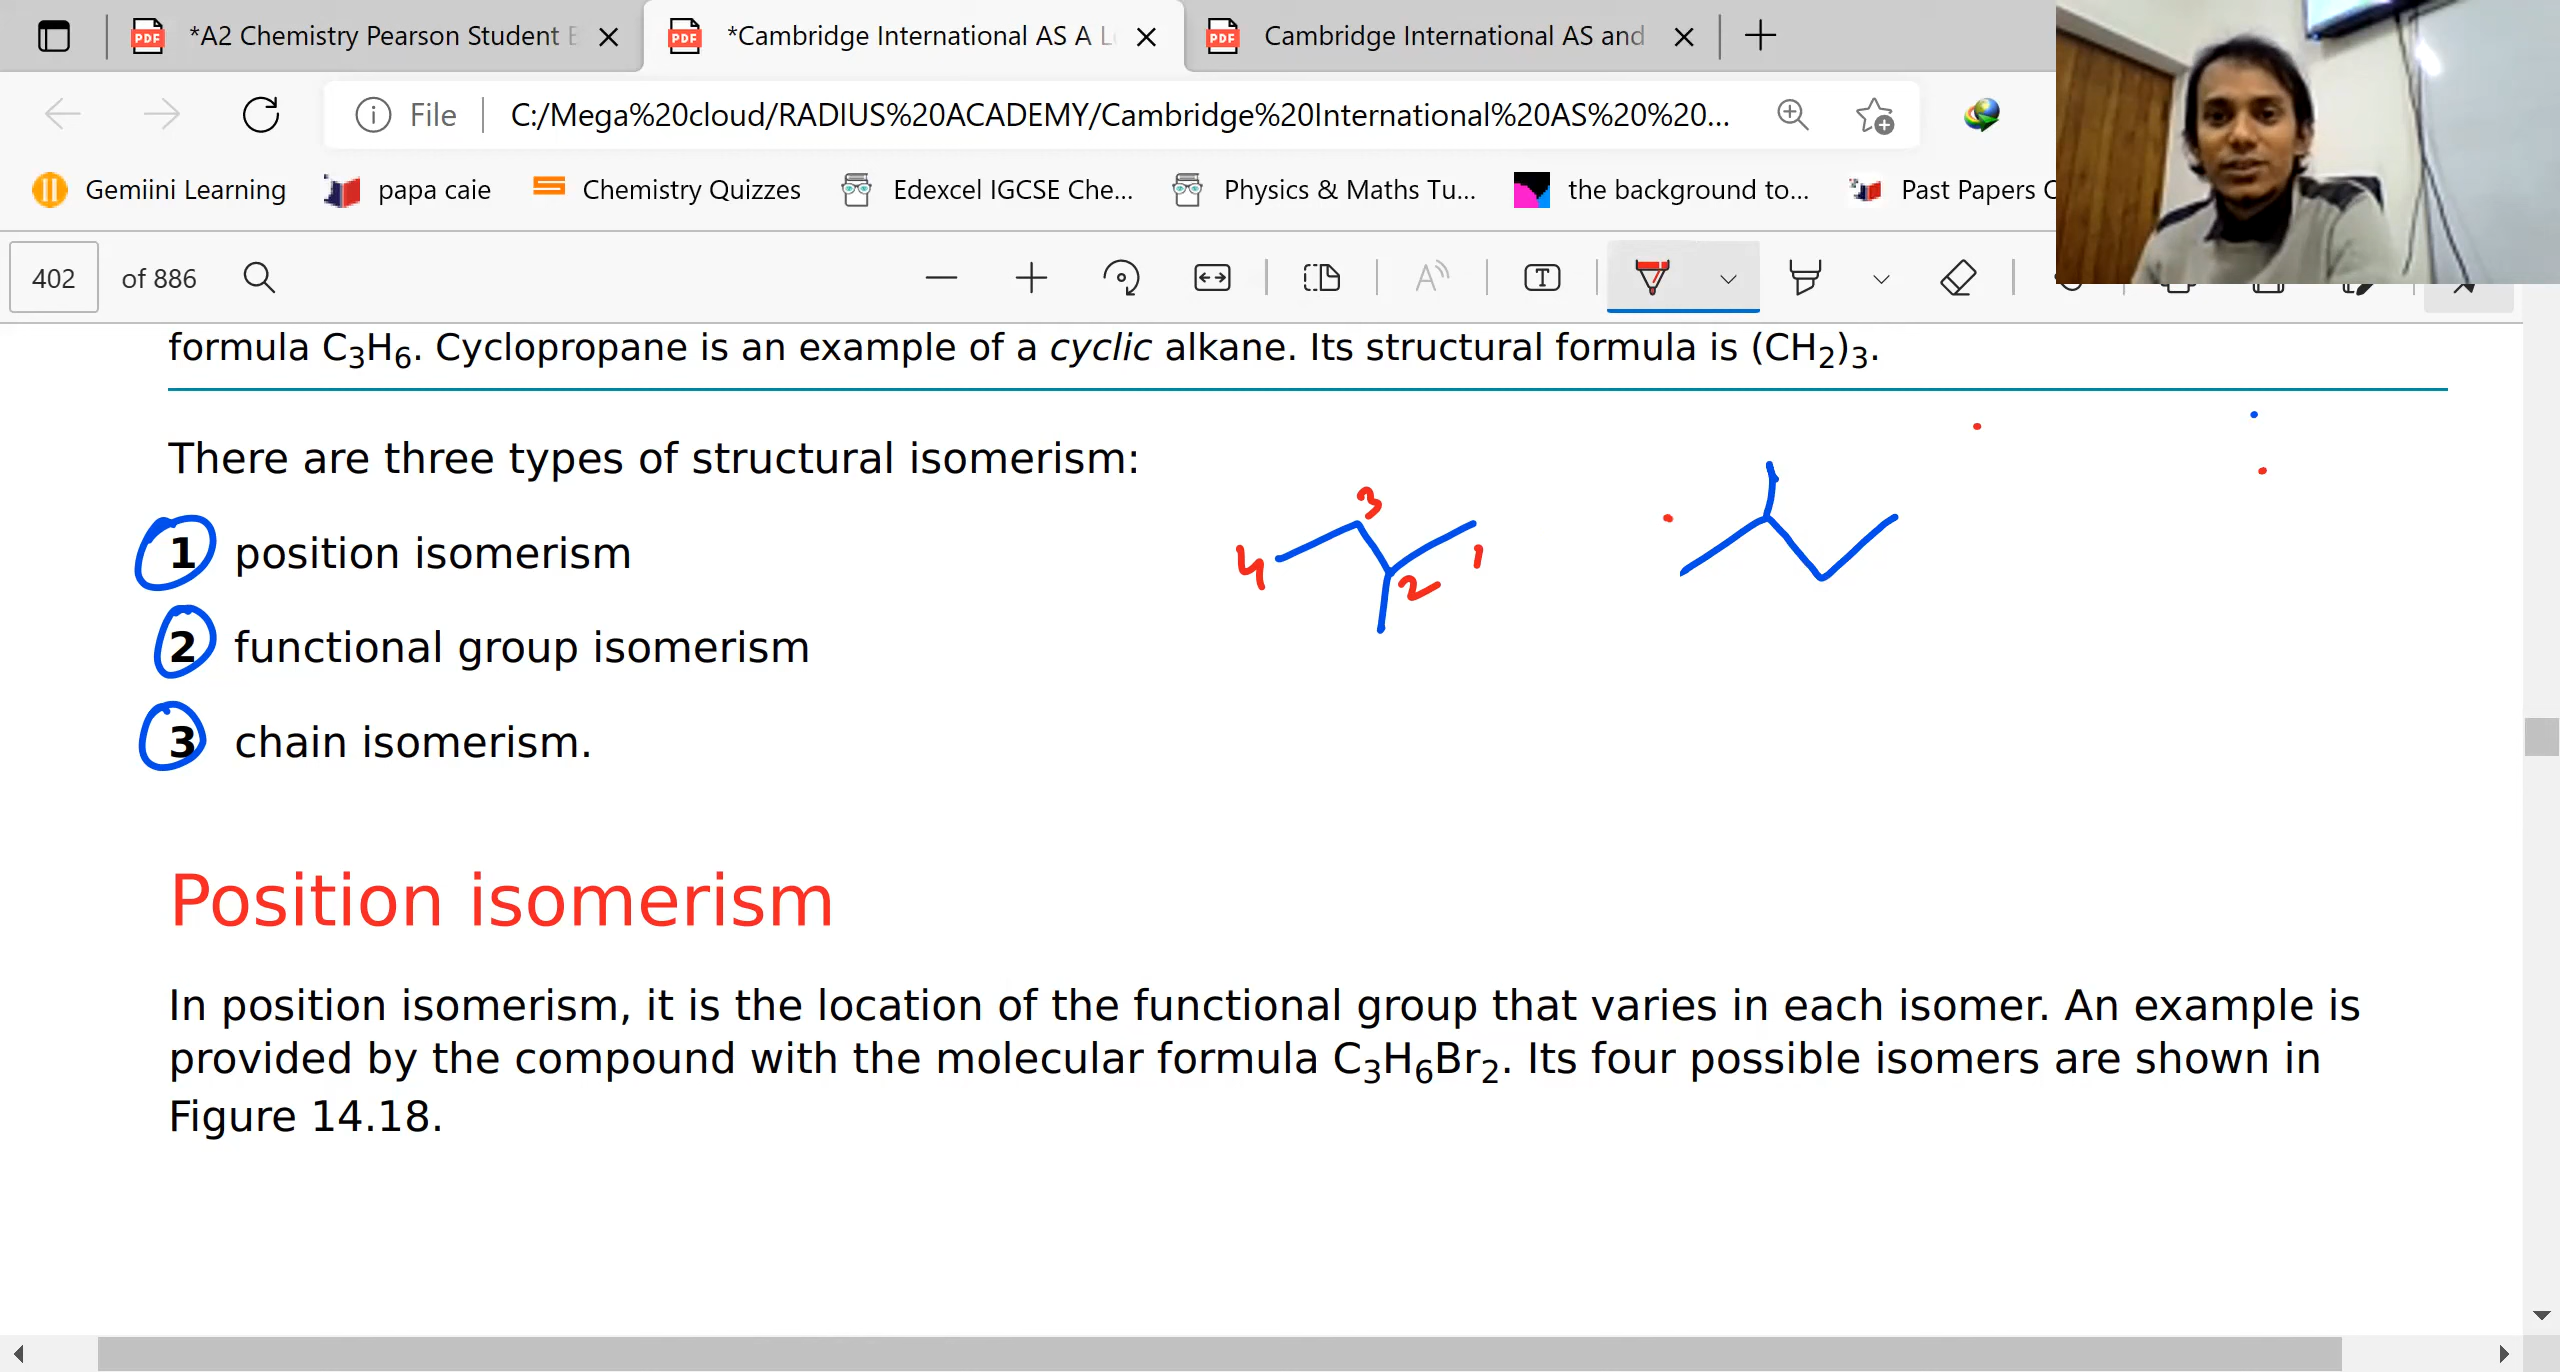 *A2 Chemistry Pearson Student
*Cambridge International AS A L
Cambridge International AS and
File
C:/Mega%20cloud/RADIUS%20ACADEMY/Cambridge%20International%20AS%20%20...
Gemiini Learning
papa caie
Chemistry Quizzes
Edexcel IGCSE Che...
Physics & Maths Tu...
the background to...
Past Papers C
402 of 886
formula C₃H₆. Cyclopropane is an example of a cyclic alkane. Its structural formula is (CH₂)₃.
There are three types of structural isomerism:
1 position isomerism
2 functional group isomerism
3 chain isomerism.
3
4
2
1
Position isomerism
In position isomerism, it is the location of the functional group that varies in each isomer. An example is
provided by the compound with the molecular formula C₃H₆Br₂. Its four possible isomers are shown in
Figure 14.18.